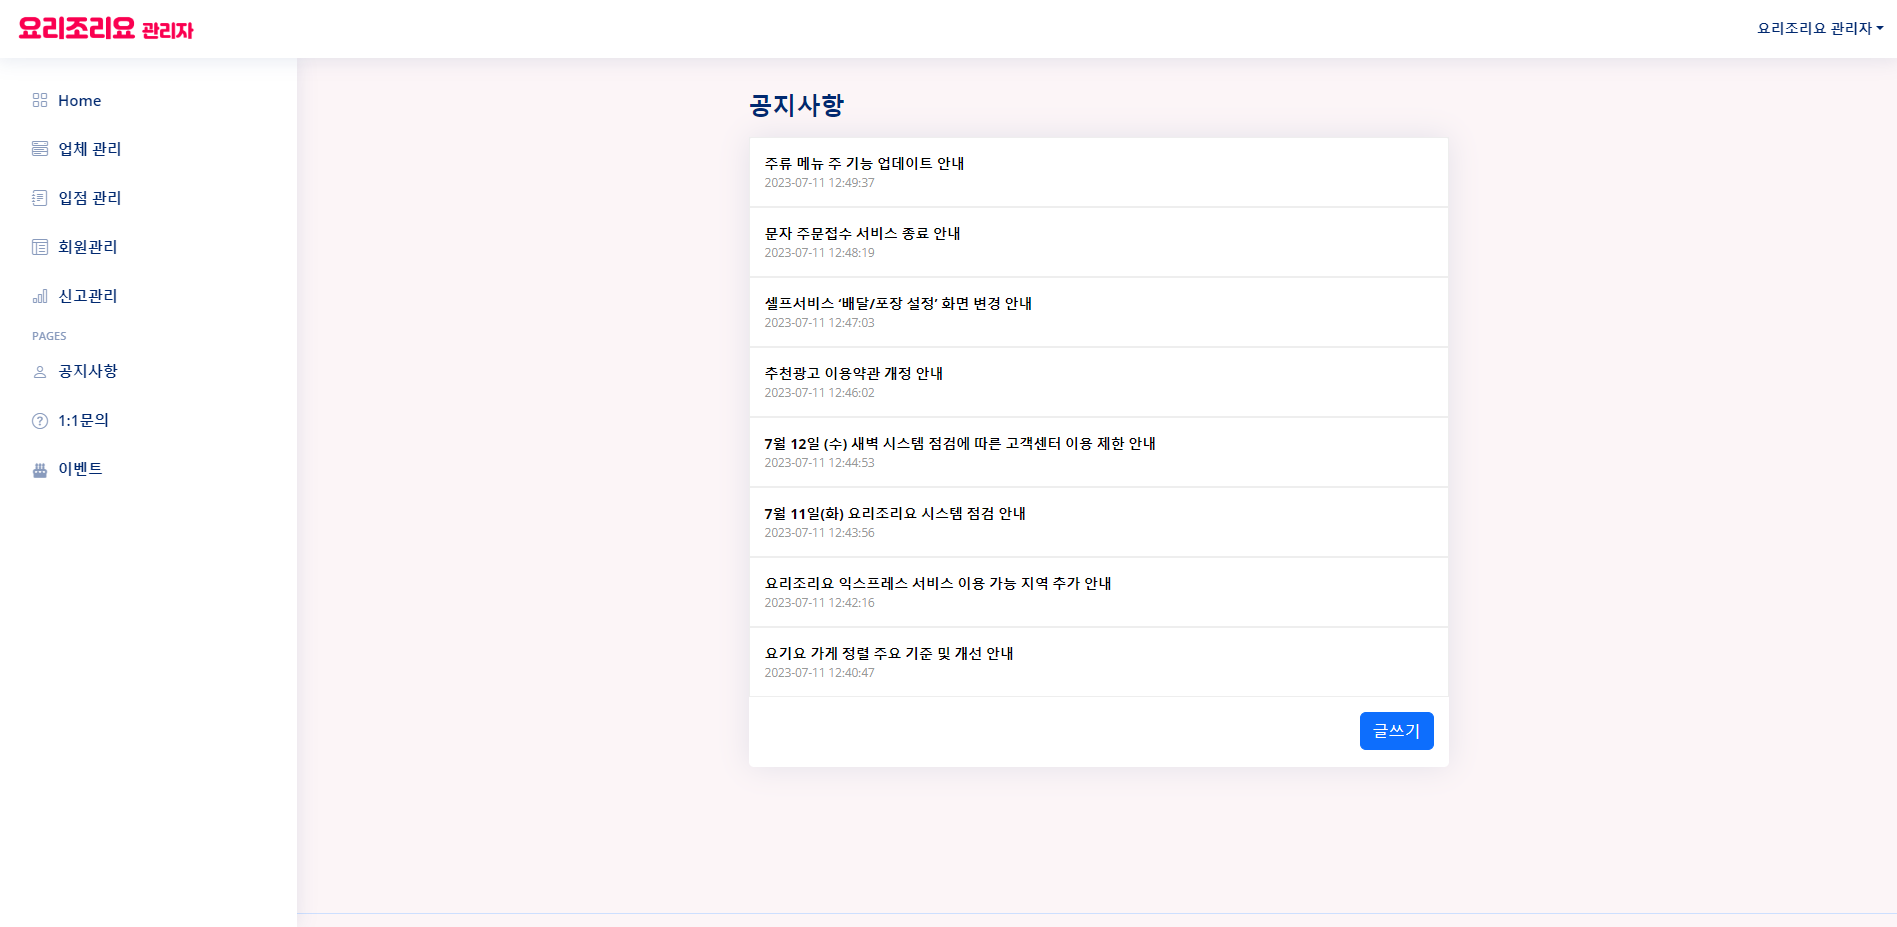 요리조리요 관리자
요리조리요 관리자
Home
업체 관리
입점 관리
회원관리
신고관리
PAGES
공지사항
1:1문의
이벤트
공지사항
주류 메뉴 주 기능 업데이트 안내
2023-07-11 12:49:37
문자 주문접수 서비스 종료 안내
2023-07-11 12:48:19
셀프서비스 ‘배달/포장 설정’ 화면 변경 안내
2023-07-11 12:47:03
추천광고 이용약관 개정 안내
2023-07-11 12:46:02
7월 12일 (수) 새벽 시스템 점검에 따른 고객센터 이용 제한 안내
2023-07-11 12:44:53
7월 11일(화) 요리조리요 시스템 점검 안내
2023-07-11 12:43:56
요리조리요 익스프레스 서비스 이용 가능 지역 추가 안내
2023-07-11 12:42:16
요기요 가게 정렬 주요 기준 및 개선 안내
2023-07-11 12:40:47
글쓰기